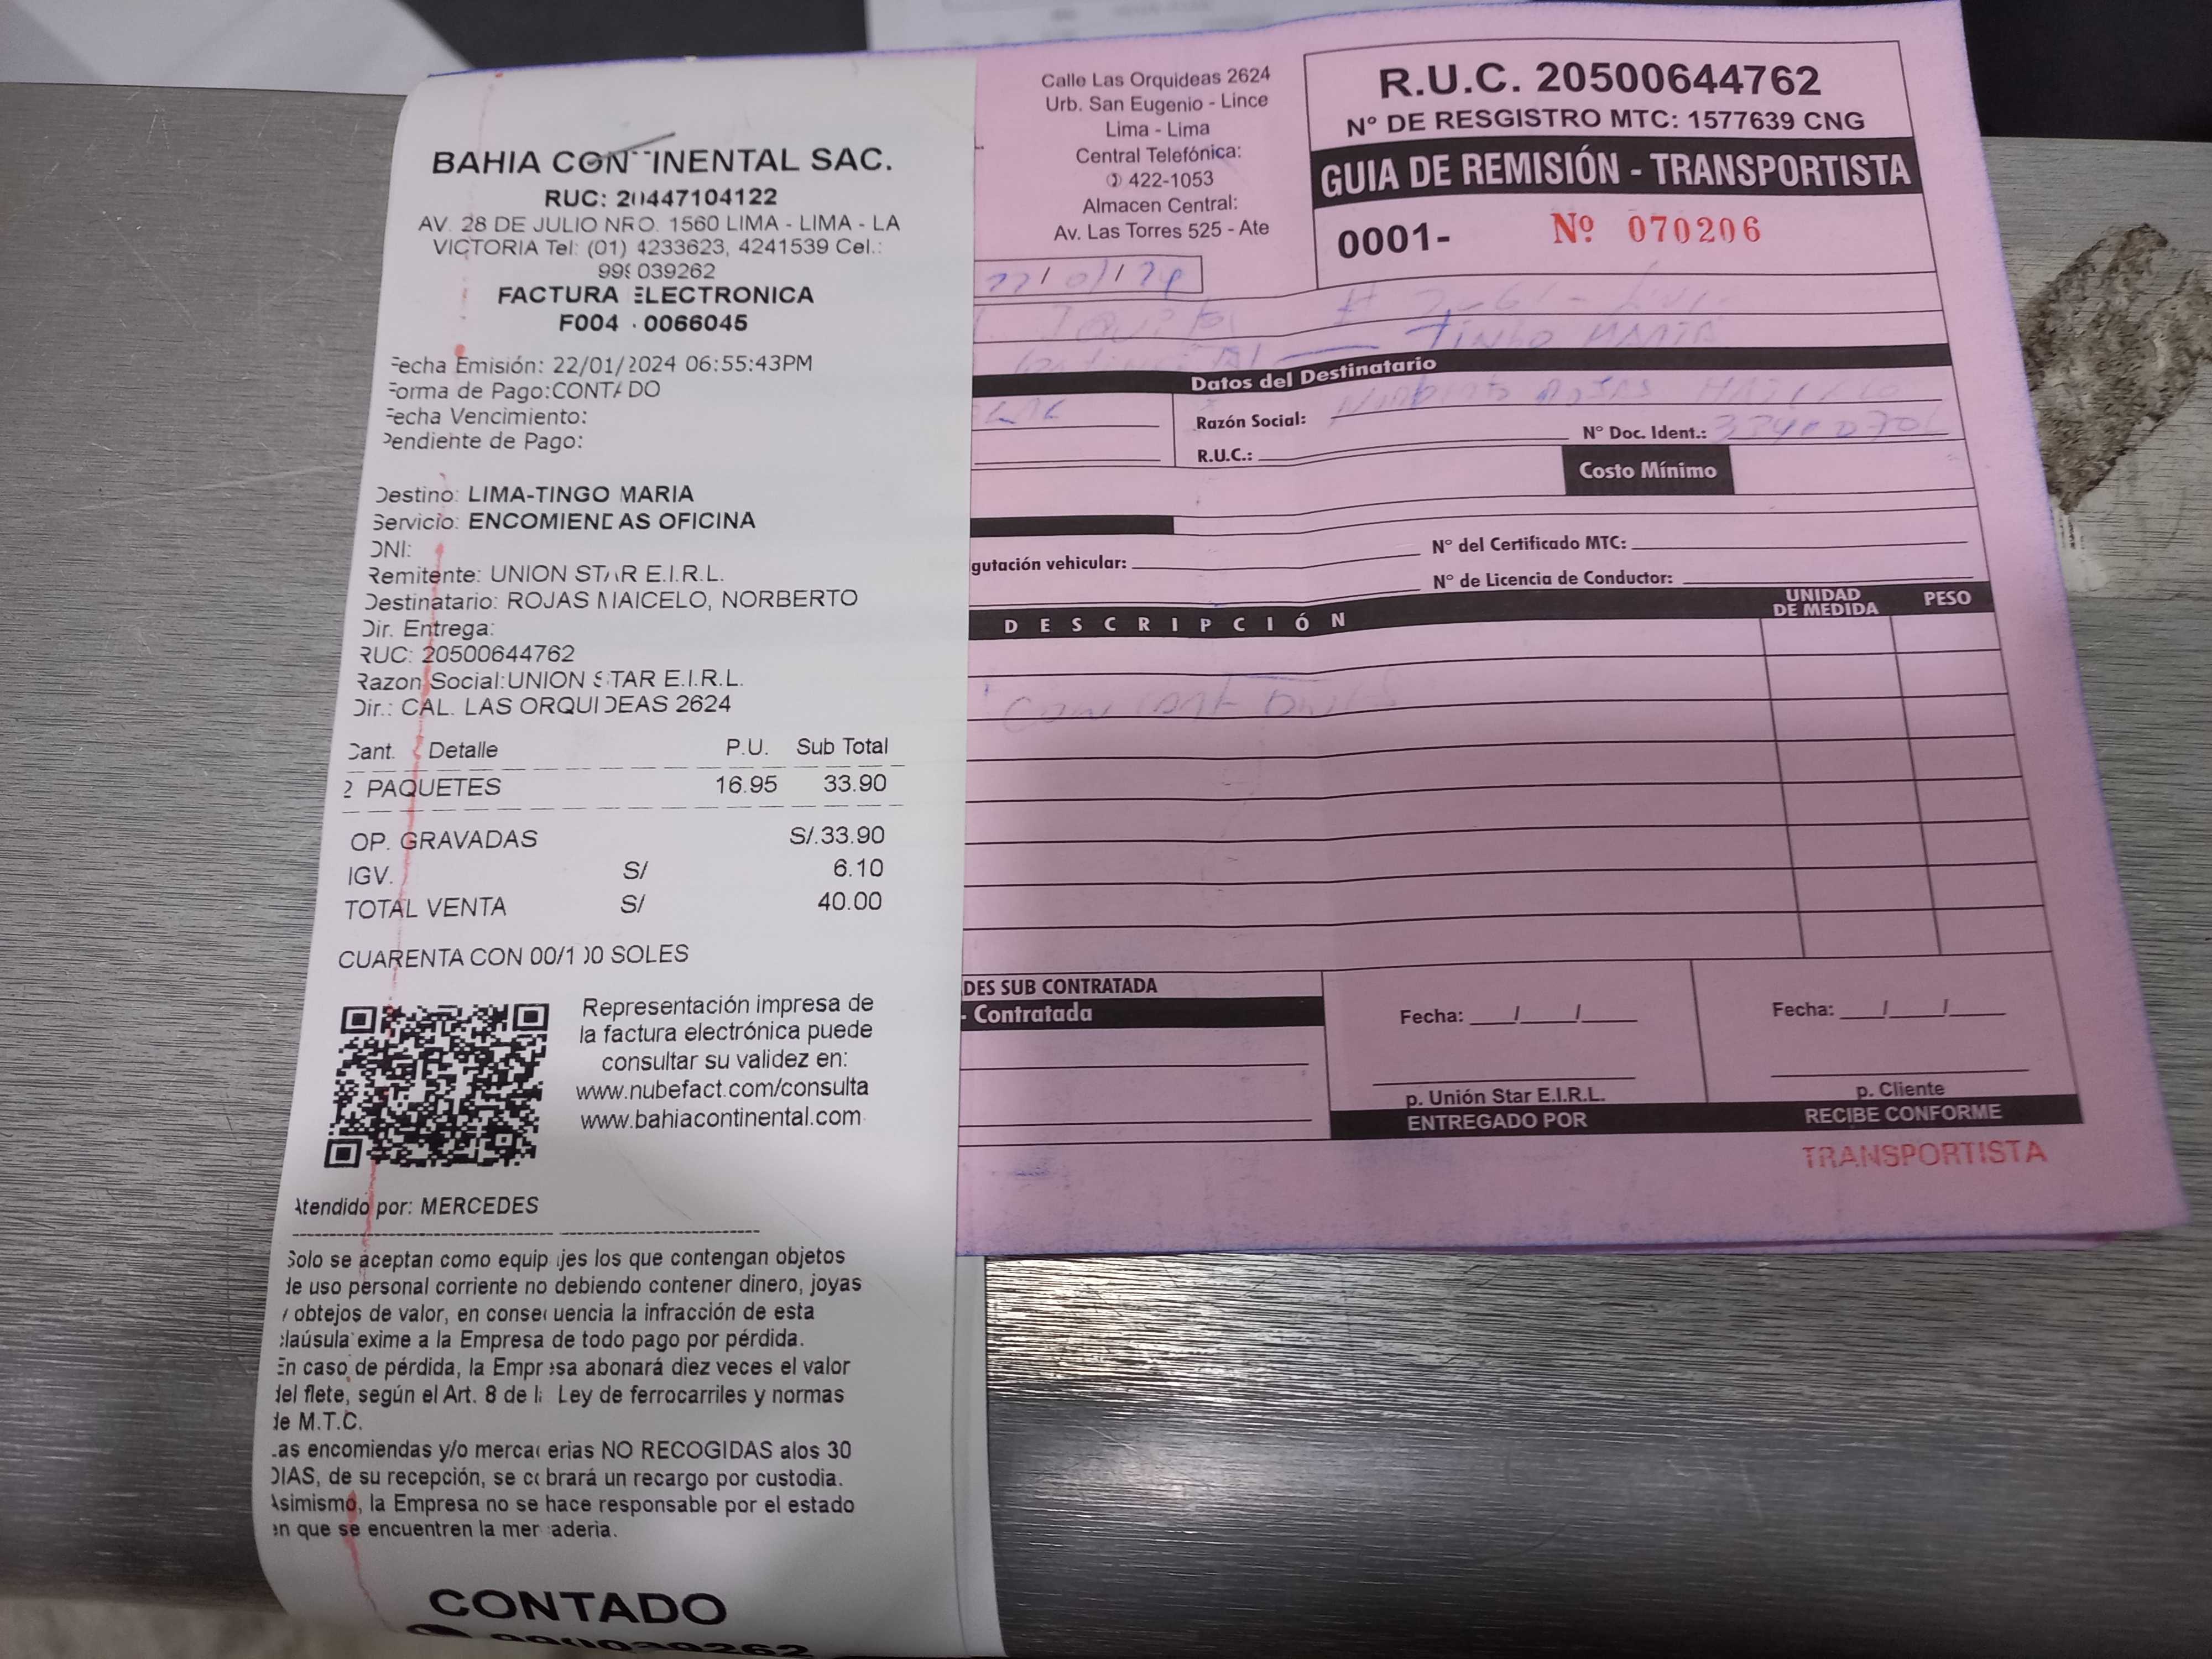 BAHIA CONTINENTAL SAC.
RUC: 20447104122
AV. 28 DE JULIO NRO. 1560 LIMA - LIMA - LA
VICTORIA Tel: (01) 4233623, 4241539 Cel.:
999039262
FACTURA ELECTRONICA
F004 - 0066045
Fecha Emisión: 22/01/2024 06:55:43PM
Forma de Pago:CONTADO
Fecha Vencimiento:
Pendiente de Pago:
Destino: LIMA-TINGO MARIA
Servicio: ENCOMIENDAS OFICINA
DNI:
Remitente: UNION STAR E.I.R.L.
Destinatario: ROJAS MAICELO, NORBERTO
Dir. Entrega:
RUC: 20500644762
Razon Social:UNION STAR E.I.R.L.
Dir.: CAL. LAS ORQUIDEAS 2624
Cant. Detalle P.U. Sub Total
2 PAQUETES 16.95 33.90
OP. GRAVADAS S/.33.90
IGV. S/ 6.10
TOTAL VENTA S/ 40.00
CUARENTA CON 00/100 SOLES
Representación impresa de
la factura electrónica puede
consultar su validez en:
www.nubefact.com/consulta
www.bahiacontinental.com
Atendido por: MERCEDES
Solo se aceptan como equipajes los que contengan objetos
de uso personal corriente no debiendo contener dinero, joyas
y obtejos de valor, en consecuencia la infracción de esta
claúsula exime a la Empresa de todo pago por pérdida.
En caso de pérdida, la Empresa abonará diez veces el valor
del flete, según el Art. 8 de la Ley de ferrocarriles y normas
de M.T.C.
Las encomiendas y/o mercaderias NO RECOGIDAS alos 30
DIAS, de su recepción, se cobrará un recargo por custodia.
Asimismo, la Empresa no se hace responsable por el estado
en que se encuentren la mercaderia.
CONTADO
999039262
Calle Las Orquideas 2624
Urb. San Eugenio - Lince
Lima - Lima
Central Telefónica:
422-1053
Almacen Central:
Av. Las Torres 525 - Ate
R.U.C. 20500644762
N° DE RESGISTRO MTC: 1577639 CNG
GUIA DE REMISIÓN - TRANSPORTISTA
0001- Nº 070206
Tingo MARIA
Datos del Destinatario
Razón Social:
N° Doc. Ident.:
R.U.C.:
Costo Mínimo
gutación vehicular:
N° del Certificado MTC:
N° de Licencia de Conductor:
DESCRIPCIÓN UNIDAD DE MEDIDA PESO
DES SUB CONTRATADA
- Contratada
Fecha: ___/___/___
Fecha: ___/___/___
p. Unión Star E.I.R.L.
p. Cliente
ENTREGADO POR
RECIBE CONFORME
TRANSPORTISTA